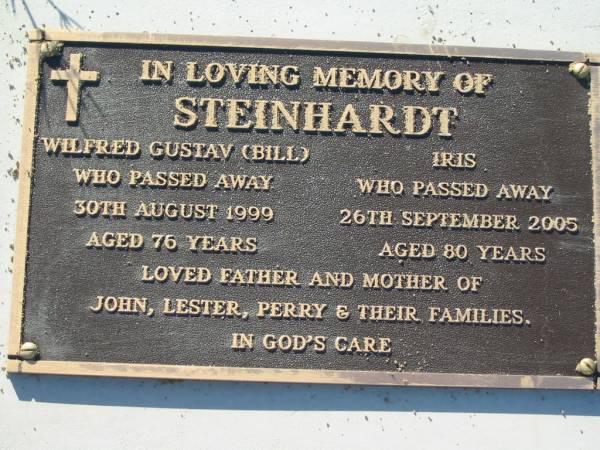 IN LOVING MEMORY OF
STEINHARDT
WILFRED GUSTAV (BILL)
WHO PASSED AWAY
30TH AUGUST 1999
AGED 76 YEARS
IRIS
WHO PASSED AWAY
26TH SEPTEMBER 2005
AGED 80 YEARS
LOVED FATHER AND MOTHER OF
JOHN, LESTER, PERRY & THEIR FAMILIES.
IN GOD'S CARE